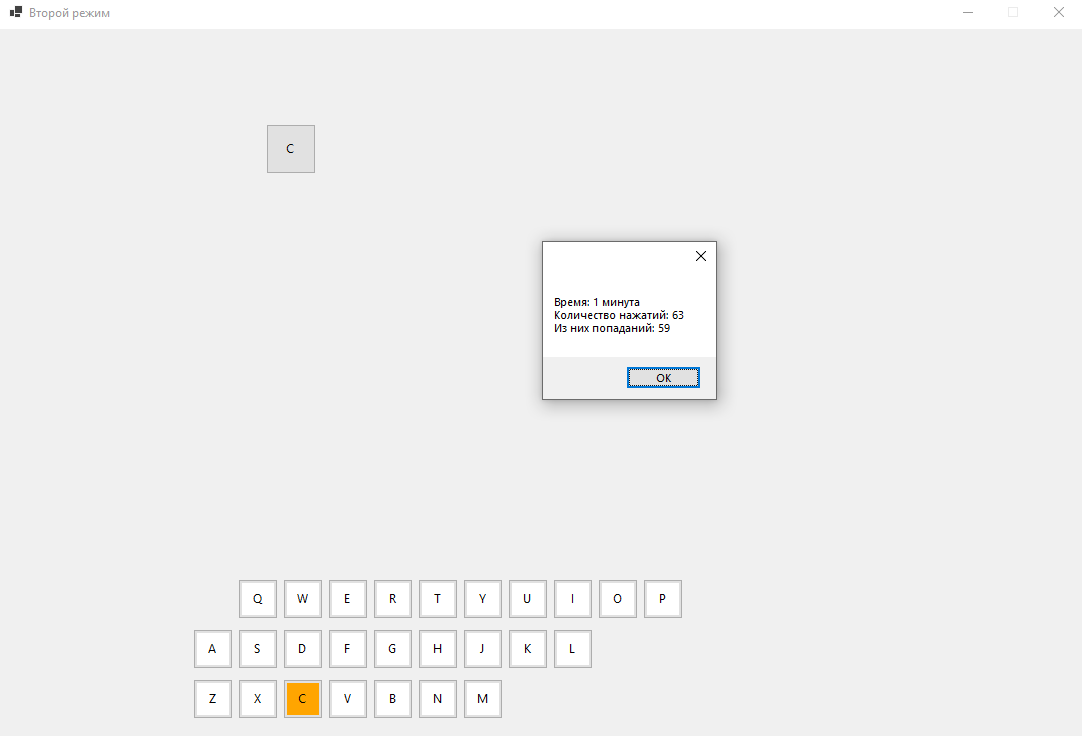 Второй режим
C
Время: 1 минута
Количество нажатий: 63
Из них попаданий: 59
OK
Q W E R T Y U I O P
A S D F G H J K L
Z X C V B N M